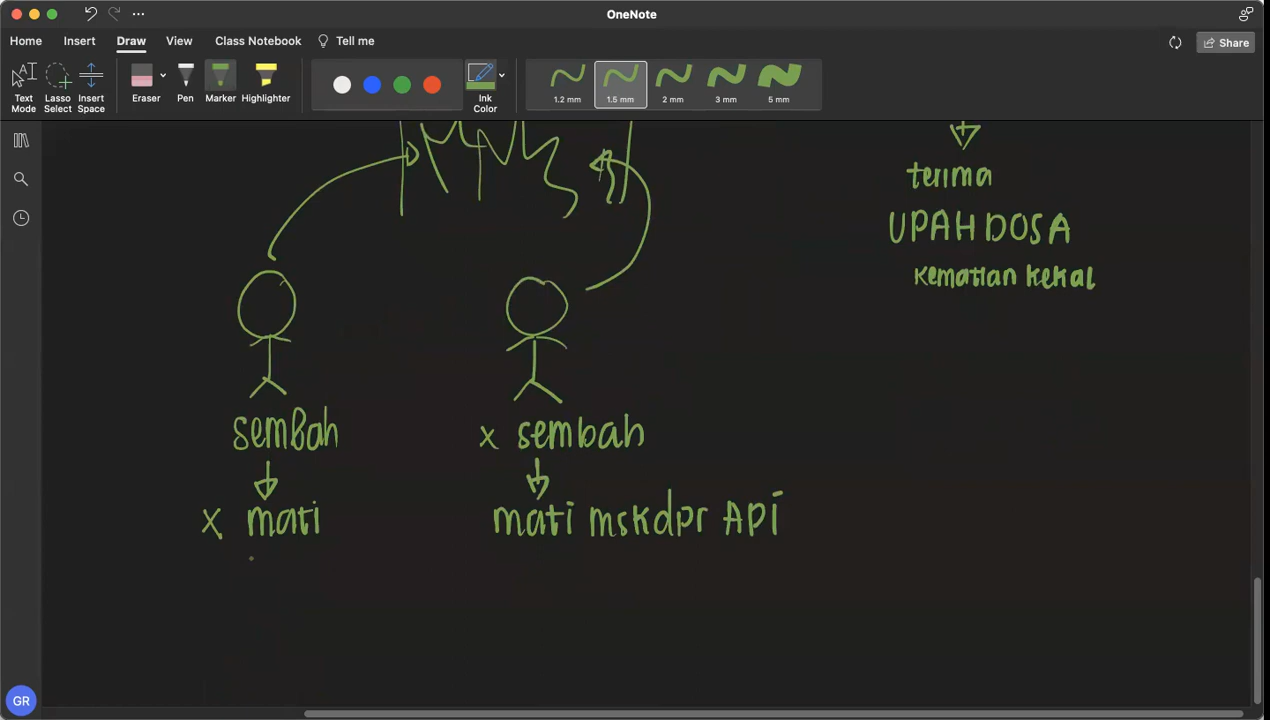 OneNote
Home Insert Draw View Class Notebook Tell me
Share
Text Mode
Lasso Select
Insert Space
Eraser
Pen
Marker
Highlighter
Ink Color
1.2 mm
1.5 mm
2 mm
3 mm
5 mm
terima
UPAH DOSA
kematian kekal
sembah
x sembah
x mati
mati mskdpr API
GR